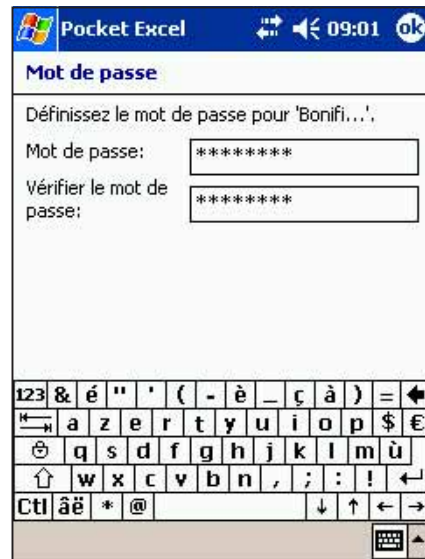 Pocket Excel 09:01 ok
Mot de passe
Définissez le mot de passe pour 'Bonifi...'.
Mot de passe: ********
Vérifier le mot de
passe: ********
123 & é " ' ( - è _ ç à ) =
a z e r t y u i o p $ €
q s d f g h j k l m ù
w x c v b n , ; : !
Ctl âë * @ ↓ ↑ ← →